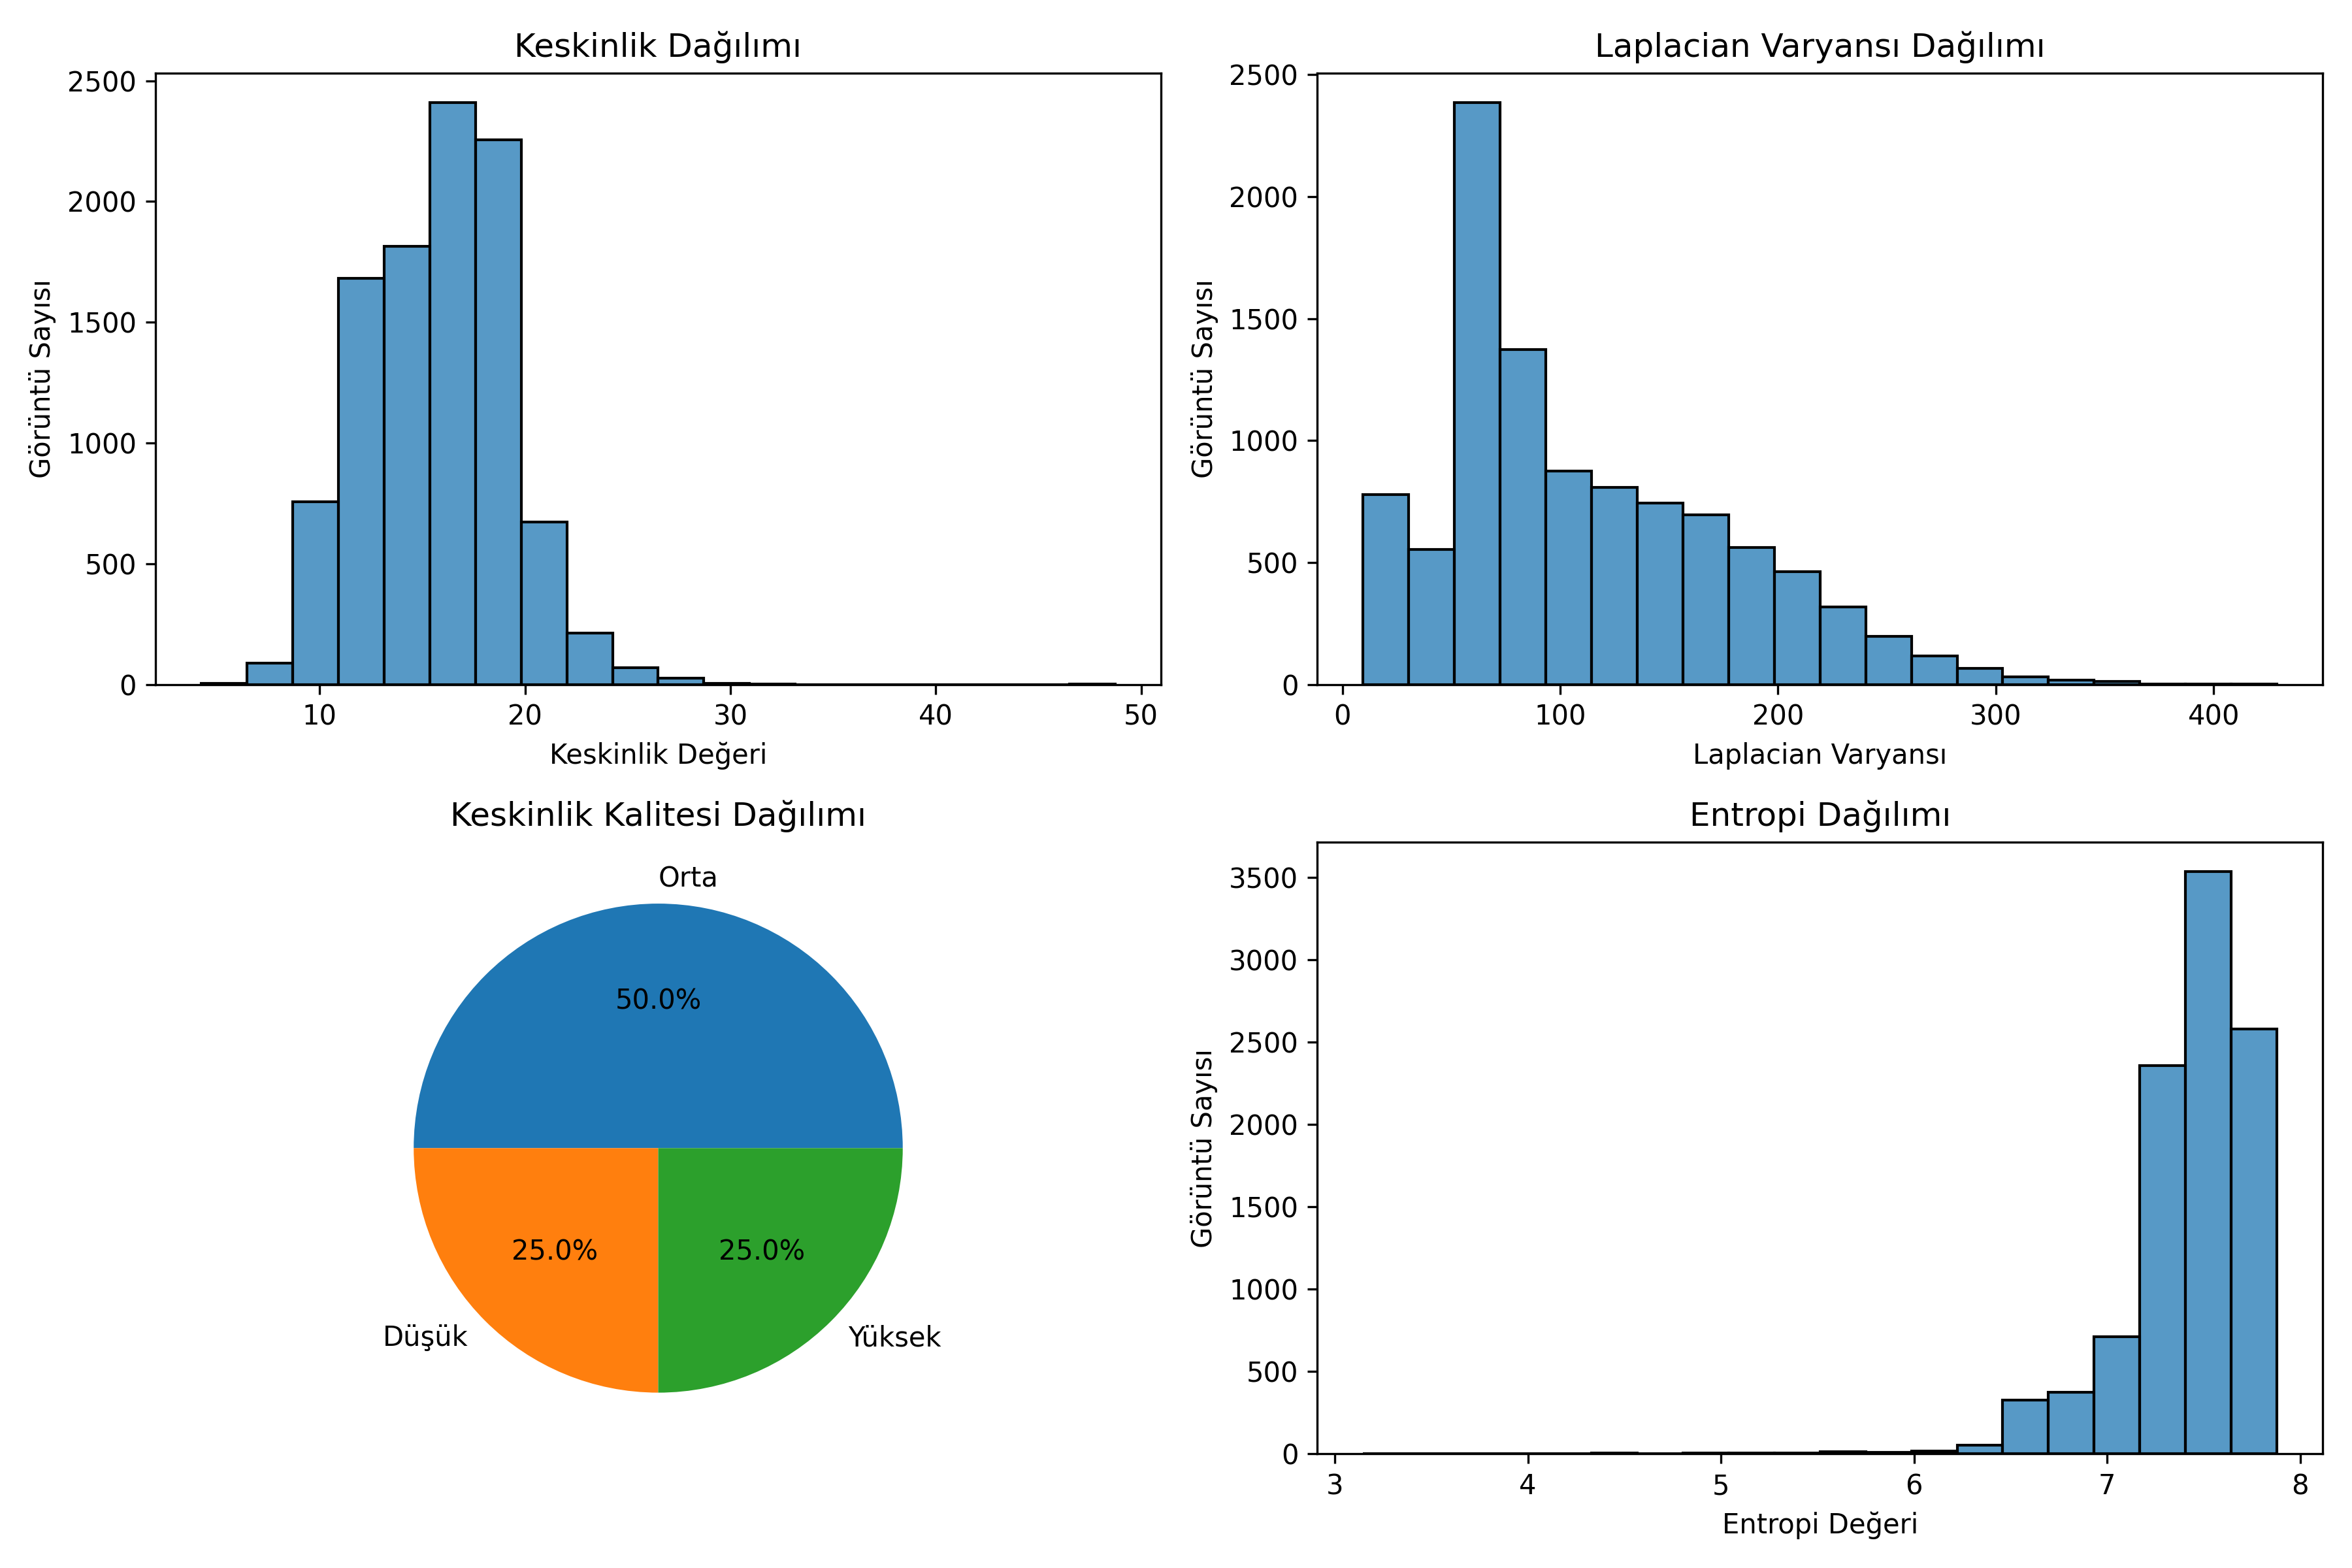 Keskinlik Dağılımı
2500
2000
1500
1000
500
0
Görüntü Sayısı
10 20 30 40 50
Keskinlik Değeri
Laplacian Varyansı Dağılımı
2500
2000
1500
1000
500
0
Görüntü Sayısı
0 100 200 300 400
Laplacian Varyansı
Keskinlik Kalitesi Dağılımı
Orta
50.0%
25.0% 25.0%
Düşük Yüksek
Entropi Dağılımı
3500
3000
2500
2000
1500
1000
500
0
Görüntü Sayısı
3 4 5 6 7 8
Entropi Değeri